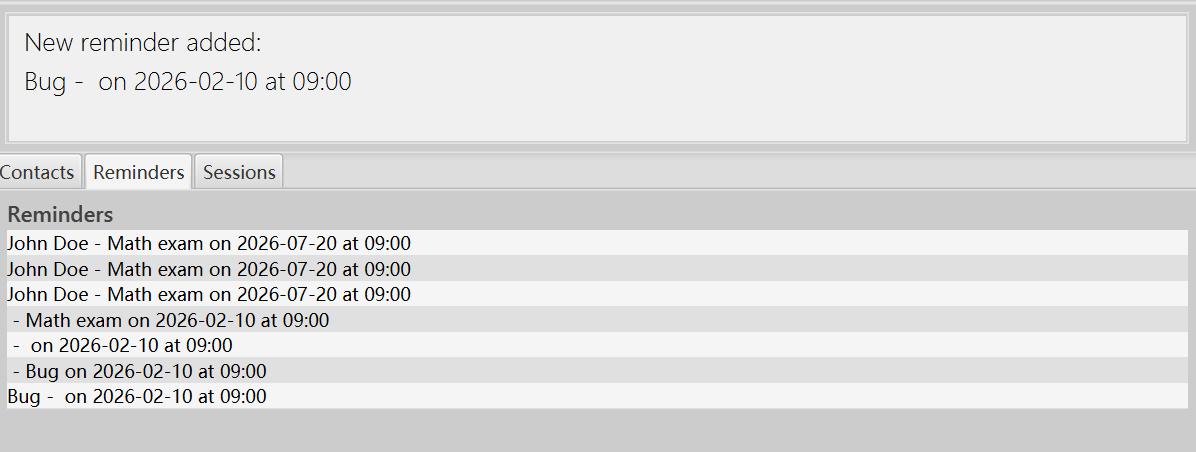 New reminder added:
Bug -  on 2026-02-10 at 09:00
Contacts Reminders Sessions
Reminders
John Doe - Math exam on 2026-07-20 at 09:00
John Doe - Math exam on 2026-07-20 at 09:00
John Doe - Math exam on 2026-07-20 at 09:00
 - Math exam on 2026-02-10 at 09:00
 -  on 2026-02-10 at 09:00
 - Bug on 2026-02-10 at 09:00
Bug -  on 2026-02-10 at 09:00